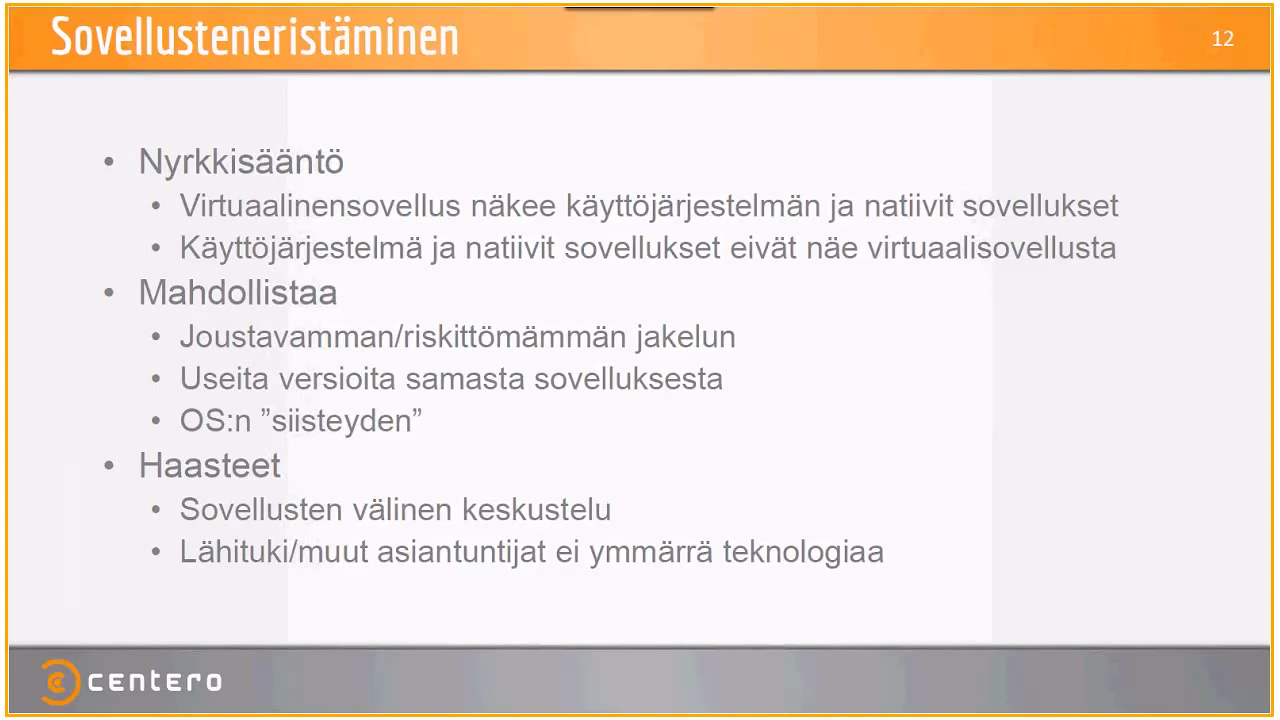 Sovellusteneristäminen
12
• Nyrkkisääntö
• Virtuaalinensovellus näkee käyttöjärjestelmän ja natiivit sovellukset
• Käyttöjärjestelmä ja natiivit sovellukset eivät näe virtuaalisovellusta
• Mahdollistaa
• Joustavamman/riskittömämmän jakelun
• Useita versioita samasta sovelluksesta
• OS:n ”siisteyden”
• Haasteet
• Sovellusten välinen keskustelu
• Lähituki/muut asiantuntijat ei ymmärrä teknologiaa
centero